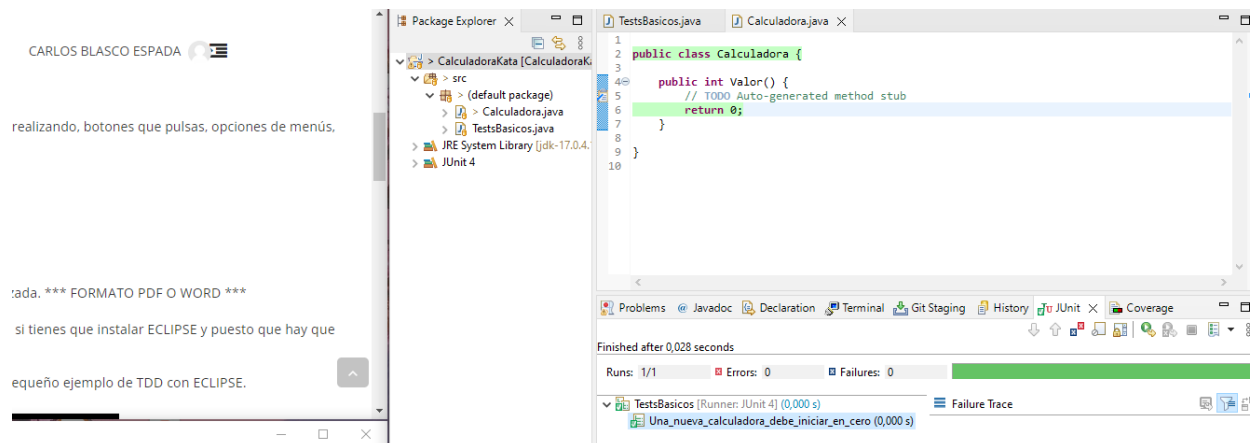 CARLOS BLASCO ESPADA
realizando, botones que pulsas, opciones de menús,
zada. *** FORMATO PDF O WORD ***
si tienes que instalar ECLIPSE y puesto que hay que
equeño ejemplo de TDD con ECLIPSE.
Package Explorer
> CalculadoraKata [CalculadoraKa
> src
> (default package)
> Calculadora.java
TestsBasicos.java
JRE System Library [jdk-17.0.4.
JUnit 4
TestsBasicos.java Calculadora.java
1
2 public class Calculadora {
3
4 public int Valor() {
5 // TODO Auto-generated method stub
6 return 0;
7 }
8
9 }
10
Problems @ Javadoc Declaration Terminal Git Staging History JUnit Coverage
Finished after 0,028 seconds
Runs: 1/1 Errors: 0 Failures: 0
TestsBasicos [Runner: JUnit 4] (0,000 s) Failure Trace
Una_nueva_calculadora_debe_iniciar_en_cero (0,000 s)